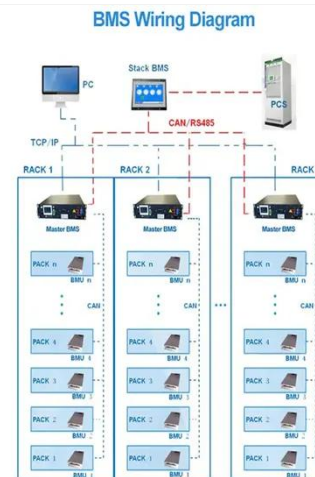 BMS Wiring Diagram
Stack BMS
PC
PCS
CAN/RS485
TCP/IP
RACK 1
RACK 2
RACK
Master BMS
Master BMS
Master BMS
PACK n
BMU n
PACK n
BMU n
PACK n
BMU n
CAN
CAN
CAN
PACK 4
BMU 4
PACK 4
BMU 4
PACK 4
BMU 4
PACK 3
BMU 3
PACK 3
BMU 3
PACK 3
BMU 3
PACK 2
BMU 2
PACK 2
BMU 2
PACK 2
BMU 2
PACK 1
BMU 1
PACK 1
BMU 1
PACK 1
BMU 1